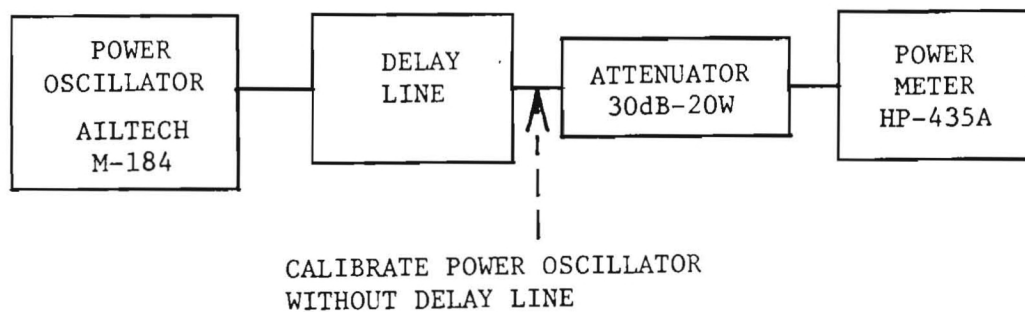 POWER
OSCILLATOR
AILTECH
M-184
DELAY
LINE
ATTENUATOR
30dB-20W
POWER
METER
HP-435A
CALIBRATE POWER OSCILLATOR
WITHOUT DELAY LINE